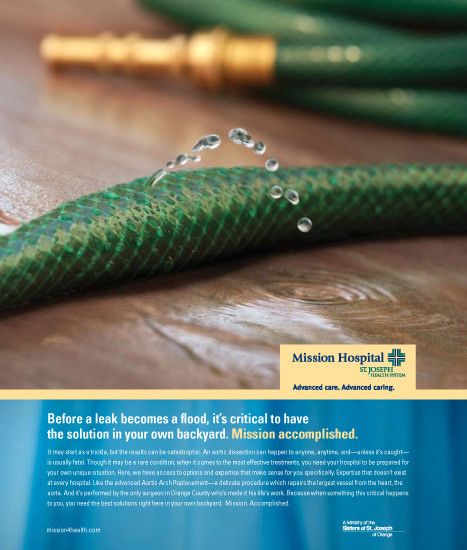 Mission Hospital
ST. JOSEPH
HEALTH SYSTEM
Advanced care. Advanced caring.
Before a leak becomes a flood, it's critical to have
the solution in your own backyard. Mission accomplished.
It may start as a trickle, but the results can be catastrophic. An aortic dissection can happen to anyone, anytime, and—unless it's caught—
is usually fatal. Though it may be a rare condition, when it comes to the most effective treatments, you need your hospital to be prepared for
your own unique situation. Here, we have access to options and expertise that make sense for you specifically. Expertise that doesn't exist
at every hospital. Like the advanced Aortic Arch Replacement—a delicate procedure which repairs the largest vessel from the heart, the
aorta. And it's performed by the only surgeon in Orange County who's made it his life's work. Because when something this critical happens
to you, you need the best solutions right here in your own backyard. Mission. Accomplished.
mission4health.com
A Ministry of the
Sisters of St. Joseph
of Orange